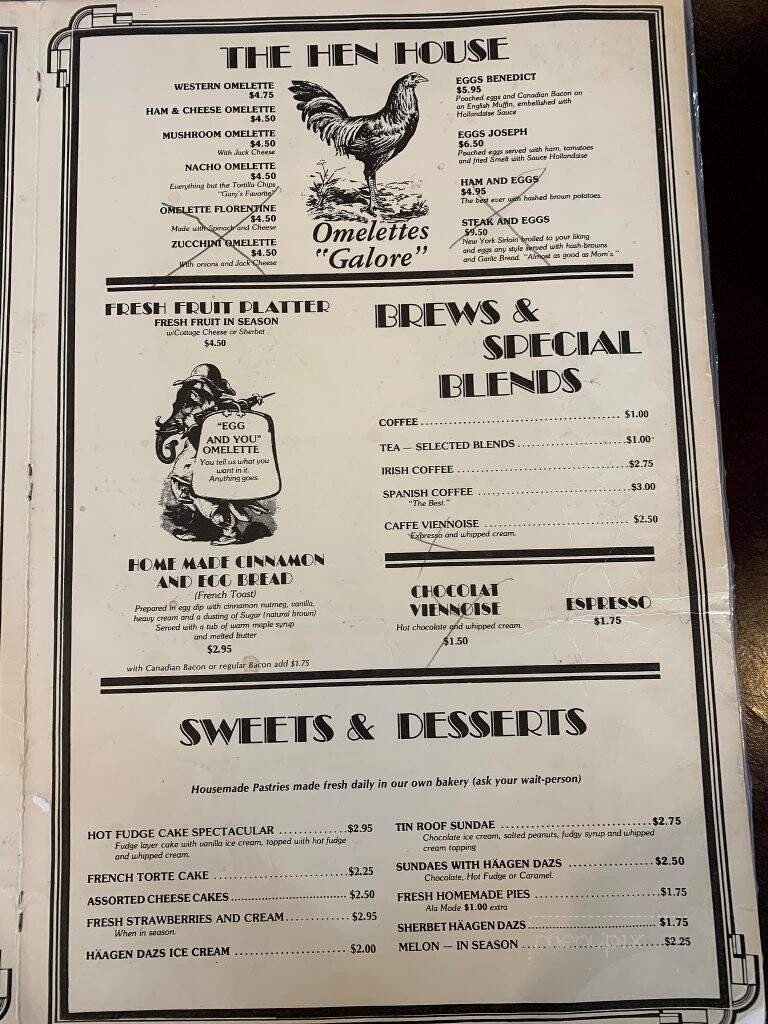 THE HEN HOUSE
WESTERN OMELETTE
$4.75
HAM & CHEESE OMELETTE
$4.50
MUSHROOM OMELETTE
$4.50
With Jack Cheese
NACHO OMELETTE
$4.50
Everything but the Tortilla Chips
"Gary's Favorite"
OMELETTE FLORENTINE
$4.50
Made with Spinach and Cheese
ZUCCHINI OMELETTE
$4.50
With onions and Jack Cheese
Omelettes
"Galore"
EGGS BENEDICT
$5.95
Poached eggs and Canadian Bacon on
an English Muffin, embellished with
Hollandaise Sauce
EGGS JOSEPH
$6.50
Poached eggs served with ham, tomatoes
and fried Smelt with Sauce Hollandaise
HAM AND EGGS
$4.95
The best ever with hashed brown potatoes.
STEAK AND EGGS
$9.50
New York Sirloin broiled to your liking
and eggs any style served with hash-browns
and Garlic Bread. "Almost as good as Mom's."
FRESH FRUIT PLATTER
FRESH FRUIT IN SEASON
w/Cottage Cheese or Sherbet
$4.50
"EGG
AND YOU"
OMELETTE
You tell us what you
want in it.
Anything goes.
HOME MADE CINNAMON
AND EGG BREAD
(French Toast)
Prepared in egg dip with cinnamon nutmeg, vanilla,
heavy cream and a dusting of Sugar (natural brown)
Served with a tub of warm maple syrup
and melted butter
$2.95
with Canadian Bacon or regular Bacon add $1.75
BREWS &
SPECIAL
BLENDS
COFFEE ........ $1.00
TEA — SELECTED BLENDS ........ $1.00
IRISH COFFEE ........ $2.75
SPANISH COFFEE ........ $3.00
"The Best."
CAFFE VIENNOISE ........ $2.50
Expresso and whipped cream.
CHOCOLAT
VIENNØISE
Hot chocolate and whipped cream.
$1.50
ESPRESSO
$1.75
SWEETS & DESSERTS
Housemade Pastries made fresh daily in our own bakery (ask your wait-person)
HOT FUDGE CAKE SPECTACULAR ........ $2.95
Fudge layer cake with vanilla ice cream, topped with hot fudge
and whipped cream.
FRENCH TORTE CAKE ........ $2.25
ASSORTED CHEESE CAKES ........ $2.50
FRESH STRAWBERRIES AND CREAM ........ $2.95
When in season.
HÄAGEN DAZS ICE CREAM ........ $2.00
TIN ROOF SUNDAE ........ $2.75
Chocolate ice cream, salted peanuts, fudgy syrup and whipped
cream topping
SUNDAES WITH HÄAGEN DAZS ........ $2.50
Chocolate, Hot Fudge or Caramel.
FRESH HOMEMADE PIES ........ $1.75
Ala Mode $1.00 extra
SHERBET HÄAGEN DAZS ........ $1.75
MELON — IN SEASON ........ $2.25
menupix